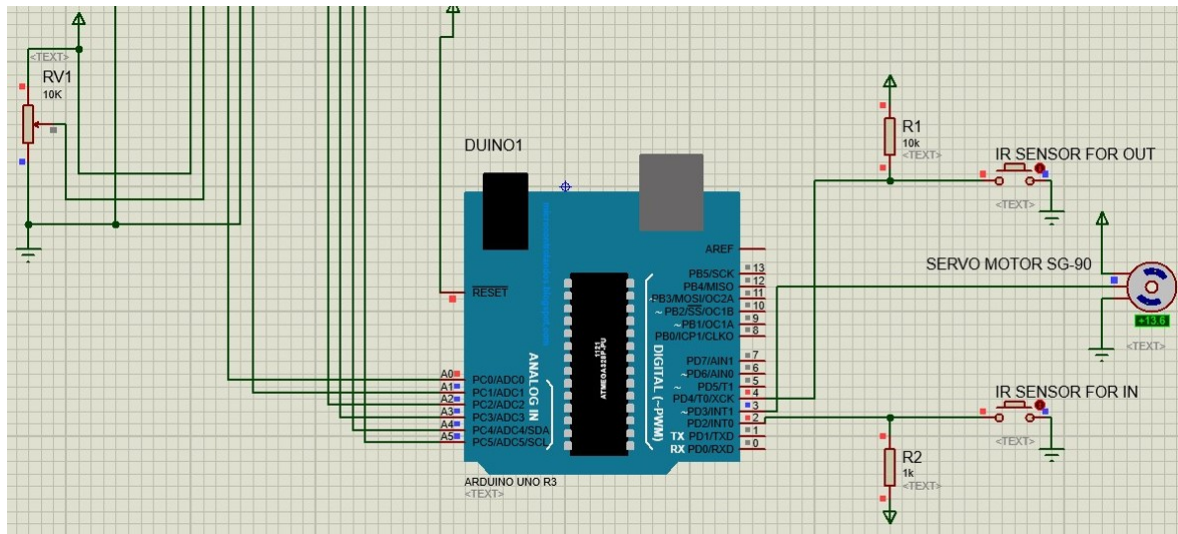 <TEXT>
RV1
10K
DUINO1
R1
10k
<TEXT>
IR SENSOR FOR OUT
<TEXT>
AREF
PB5/SCK 13
PB4/MISO 12
PB3/MOSI/OC2A 11
~ PB2/SS/OC1B 10
~ PB1/OC1A 9
PB0/ICP1/CLKO 8
PD7/AIN1 7
~ PD6/AIN0 6
~ PD5/T1 5
PD4/T0/XCK 4
~PD3/INT1 3
PD2/INT0 2
TX PD1/TXD 1
RX PD0/RXD 0
RESET
1121
ATMEGA328P-PU
ANALOG IN
DIGITAL (~PWM)
A0 PC0/ADC0
A1 PC1/ADC1
A2 PC2/ADC2
A3 PC3/ADC3
A4 PC4/ADC4/SDA
A5 PC5/ADC5/SCL
ARDUINO UNO R3
<TEXT>
SERVO MOTOR SG-90
+13.6
<TEXT>
IR SENSOR FOR IN
<TEXT>
R2
1k
<TEXT>